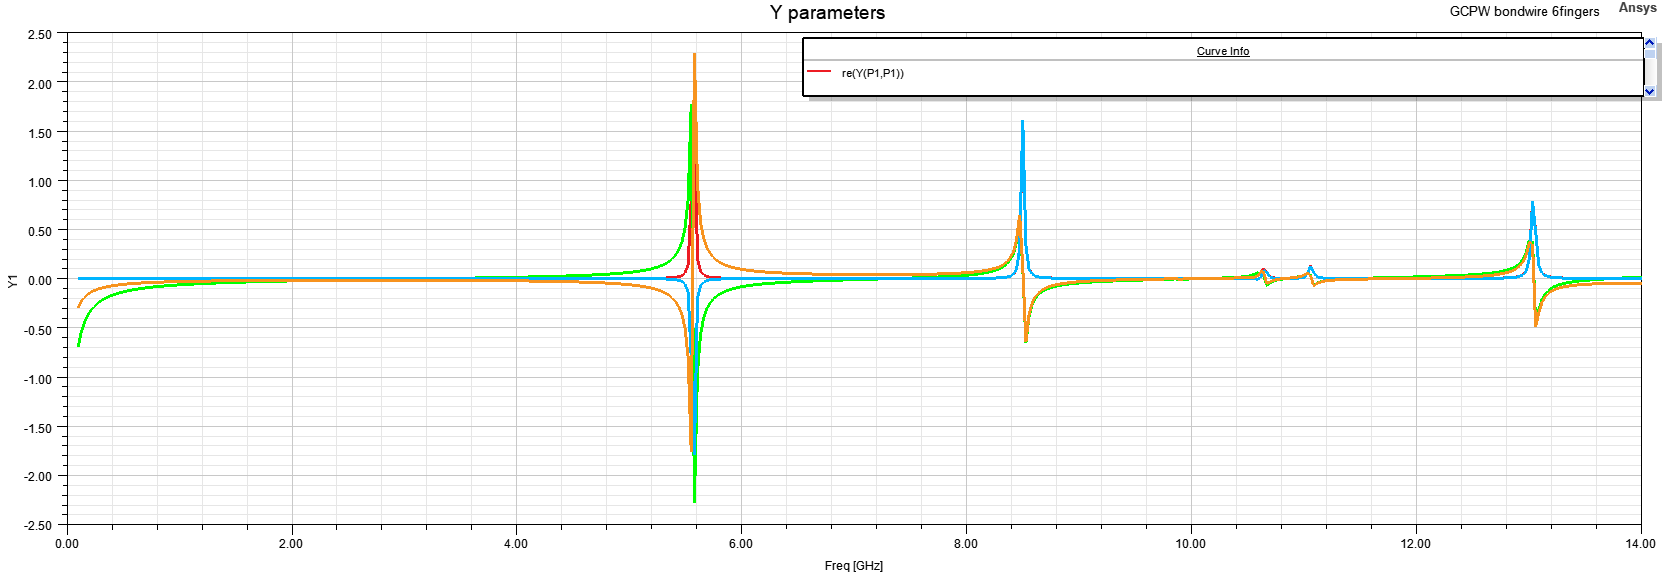 Y parameters
GCPW bondwire 6fingers
Ansys
Curve Info
re(Y(P1,P1))
2.50
2.00
1.50
1.00
0.50
0.00
-0.50
-1.00
-1.50
-2.00
-2.50
Y1
0.00
2.00
4.00
6.00
8.00
10.00
12.00
14.00
Freq [GHz]